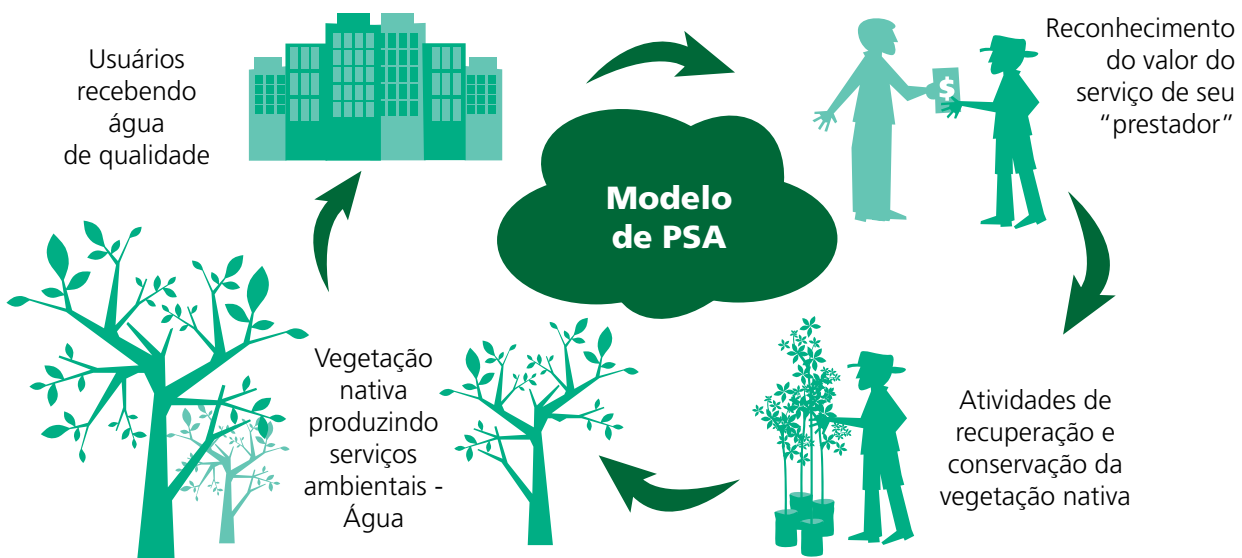 Usuários
recebendo
água
de qualidade
Reconhecimento
do valor do
serviço de seu
“prestador”
$
Modelo
de PSA
Vegetação
nativa
produzindo
serviços
ambientais -
Água
Atividades de
recuperação e
conservação da
vegetação nativa